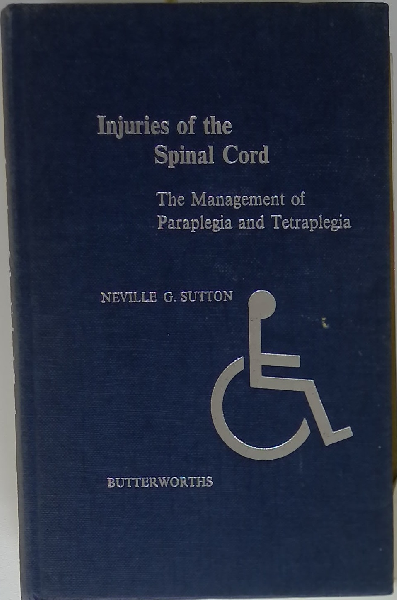 Injuries of the
Spinal Cord
The Management of
Paraplegia and Tetraplegia
NEVILLE G. SUTTON
BUTTERWORTHS